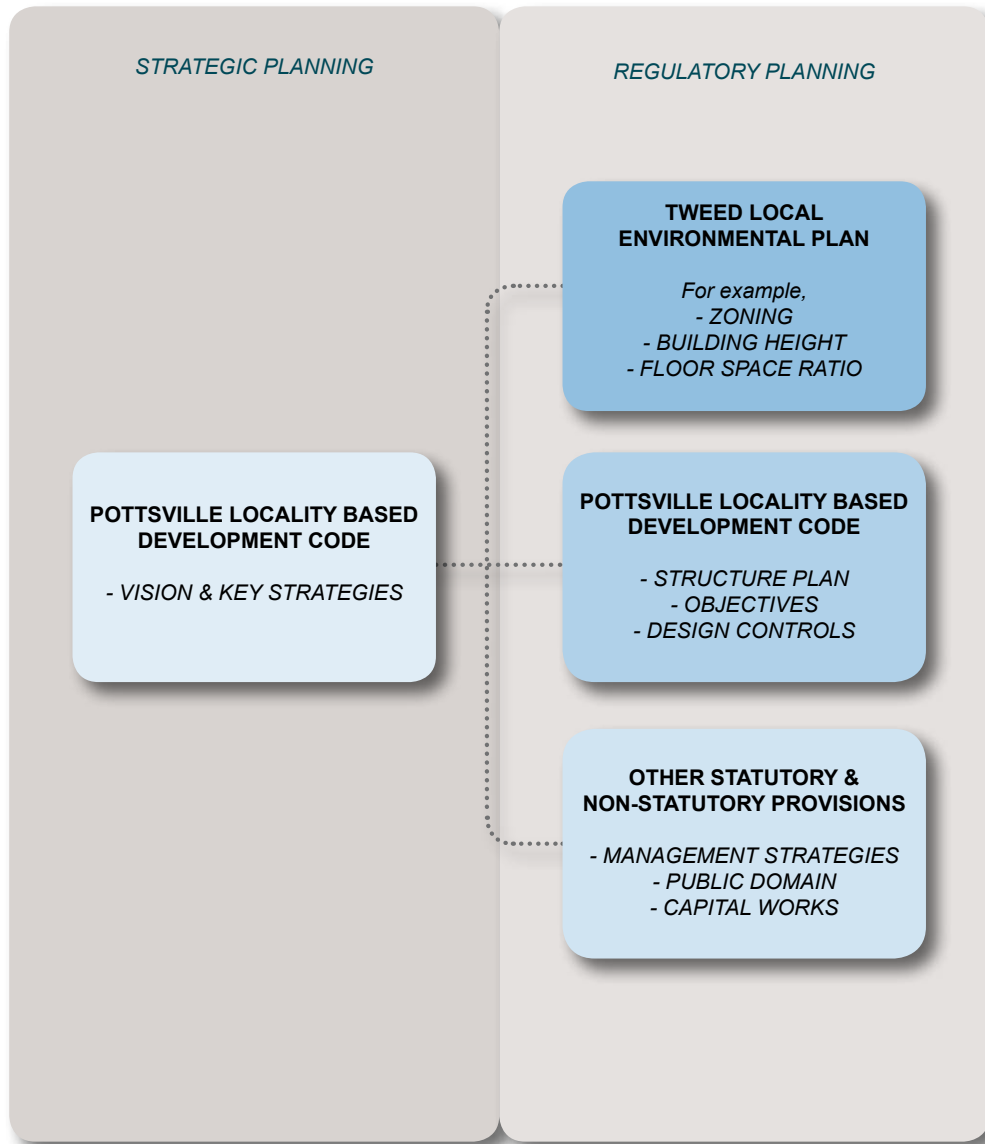 STRATEGIC PLANNING
REGULATORY PLANNING
TWEED LOCAL
ENVIRONMENTAL PLAN
For example,
- ZONING
- BUILDING HEIGHT
- FLOOR SPACE RATIO
POTTSVILLE LOCALITY BASED
DEVELOPMENT CODE
- VISION & KEY STRATEGIES
POTTSVILLE LOCALITY BASED
DEVELOPMENT CODE
- STRUCTURE PLAN
- OBJECTIVES
- DESIGN CONTROLS
OTHER STATUTORY &
NON-STATUTORY PROVISIONS
- MANAGEMENT STRATEGIES
- PUBLIC DOMAIN
- CAPITAL WORKS